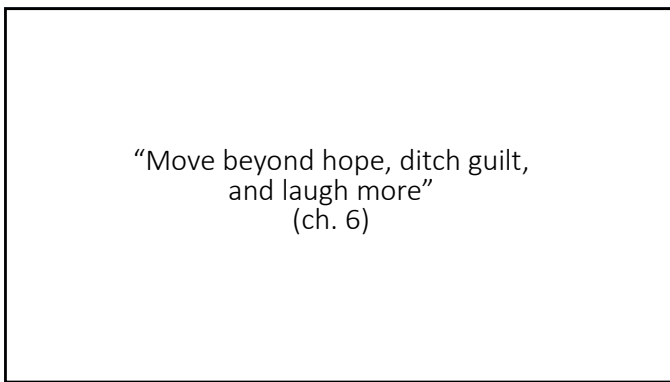 “Move beyond hope, ditch guilt,
and laugh more”
(ch. 6)